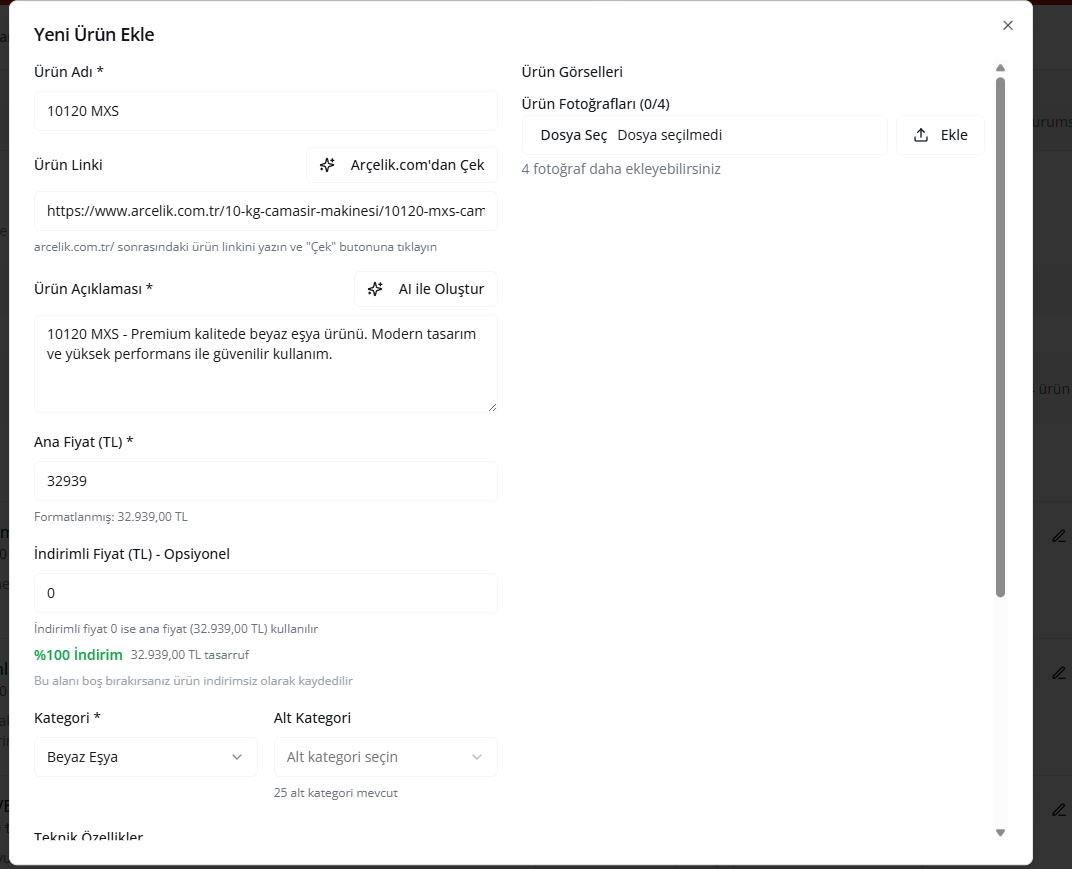 Yeni Ürün Ekle
Ürün Adı *
10120 MXS
Ürün Linki
Arçelik.com'dan Çek
https://www.arcelik.com.tr/10-kg-camasir-makinesi/10120-mxs-cam
arcelik.com.tr/ sonrasındaki ürün linkini yazın ve "Çek" butonuna tıklayın
Ürün Açıklaması *
AI ile Oluştur
10120 MXS - Premium kalitede beyaz eşya ürünü. Modern tasarım
ve yüksek performans ile güvenilir kullanım.
Ana Fiyat (TL) *
32939
Formatlanmış: 32.939,00 TL
İndirimli Fiyat (TL) - Opsiyonel
0
İndirimli fiyat 0 ise ana fiyat (32.939,00 TL) kullanılır
%100 İndirim 32.939,00 TL tasarruf
Bu alanı boş bırakırsanız ürün indirimsiz olarak kaydedilir
Kategori *
Beyaz Eşya
Alt Kategori
Alt kategori seçin
25 alt kategori mevcut
Teknik Özellikler
Ürün Görselleri
Ürün Fotoğrafları (0/4)
Dosya Seç Dosya seçilmedi
Ekle
4 fotoğraf daha ekleyebilirsiniz
ürün